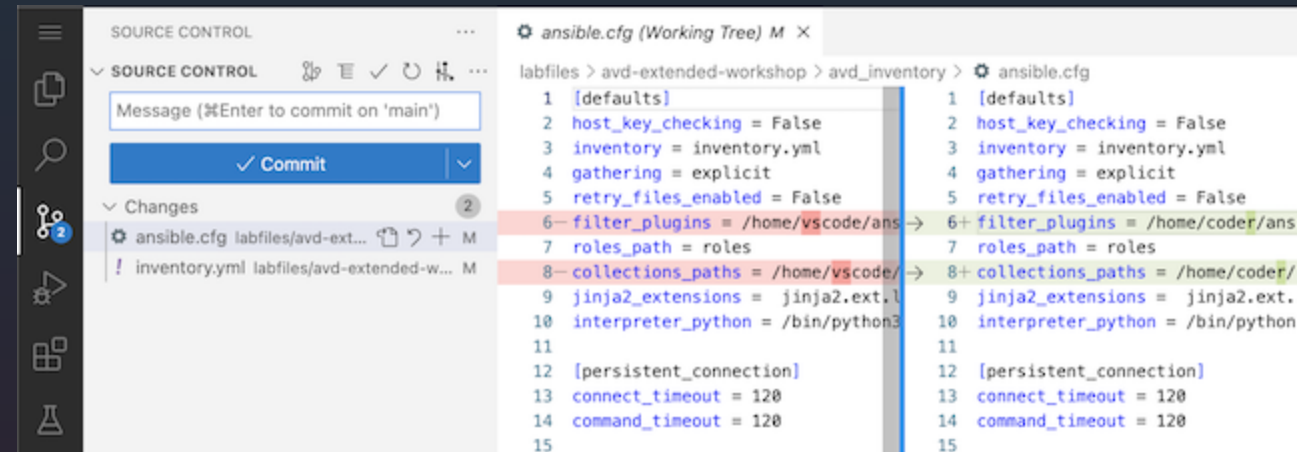 SOURCE CONTROL
SOURCE CONTROL
Message (⌘Enter to commit on 'main')
Commit
Changes 2
ansible.cfg labfiles/avd-ext... M
! inventory.yml labfiles/avd-extended-w... M
2
ansible.cfg (Working Tree) M
labfiles > avd-extended-workshop > avd_inventory > ansible.cfg
1 [defaults]
2 host_key_checking = False
3 inventory = inventory.yml
4 gathering = explicit
5 retry_files_enabled = False
6— filter_plugins = /home/vscode/ans
7 roles_path = roles
8— collections_paths = /home/vscode/
9 jinja2_extensions =  jinja2.ext.l
10 interpreter_python = /bin/python3
11
12 [persistent_connection]
13 connect_timeout = 120
14 command_timeout = 120
15
1 [defaults]
2 host_key_checking = False
3 inventory = inventory.yml
4 gathering = explicit
5 retry_files_enabled = False
6+ filter_plugins = /home/coder/ans
7 roles_path = roles
8+ collections_paths = /home/coder/
9 jinja2_extensions =  jinja2.ext.
10 interpreter_python = /bin/python
11
12 [persistent_connection]
13 connect_timeout = 120
14 command_timeout = 120
15